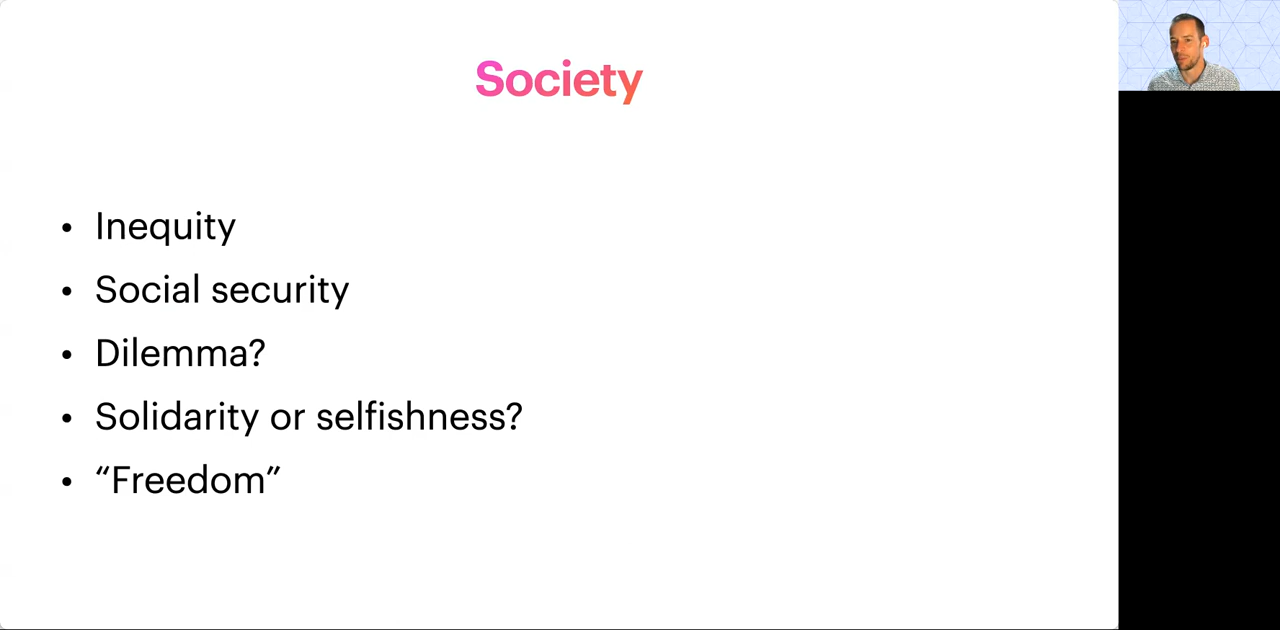 Society
• Inequity
• Social security
• Dilemma?
• Solidarity or selfishness?
• “Freedom”